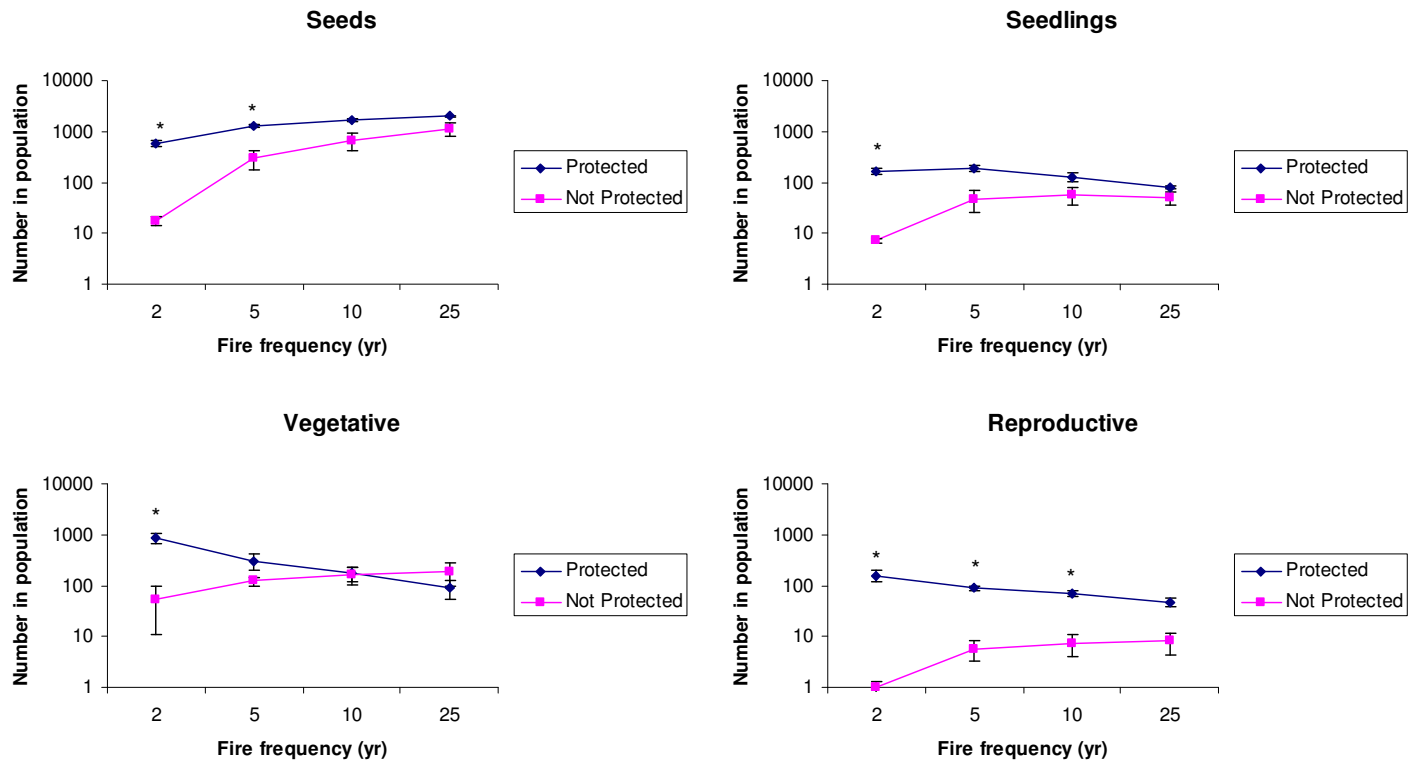 Seeds
Number in population
10000
1000
100
10
1
*
*
2
5
10
25
Fire frequency (yr)
Protected
Not Protected
Seedlings
Number in population
10000
1000
100
10
1
*
2
5
10
25
Fire frequency (yr)
Protected
Not Protected
Vegetative
Number in population
10000
1000
100
10
1
*
2
5
10
25
Fire frequency (yr)
Protected
Not Protected
Reproductive
Number in population
10000
1000
100
10
1
*
*
*
2
5
10
25
Fire frequency (yr)
Protected
Not Protected